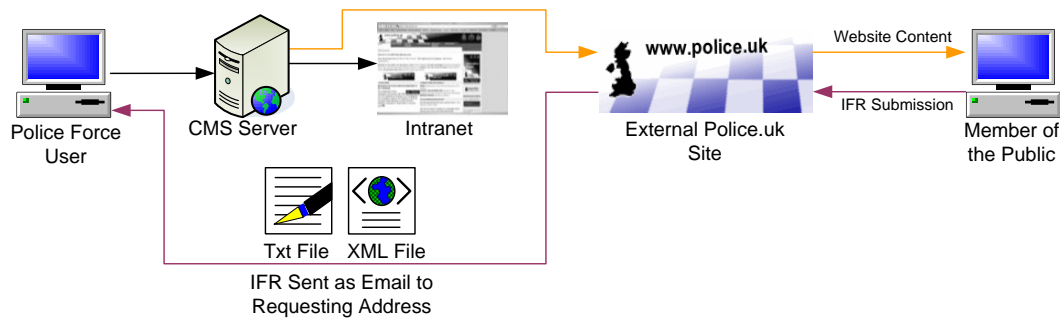 www.police.uk
Website Content
IFR Submission
Police Force
User
CMS Server
Intranet
External Police.uk
Site
Member of
the Public
Txt File
XML File
IFR Sent as Email to
Requesting Address